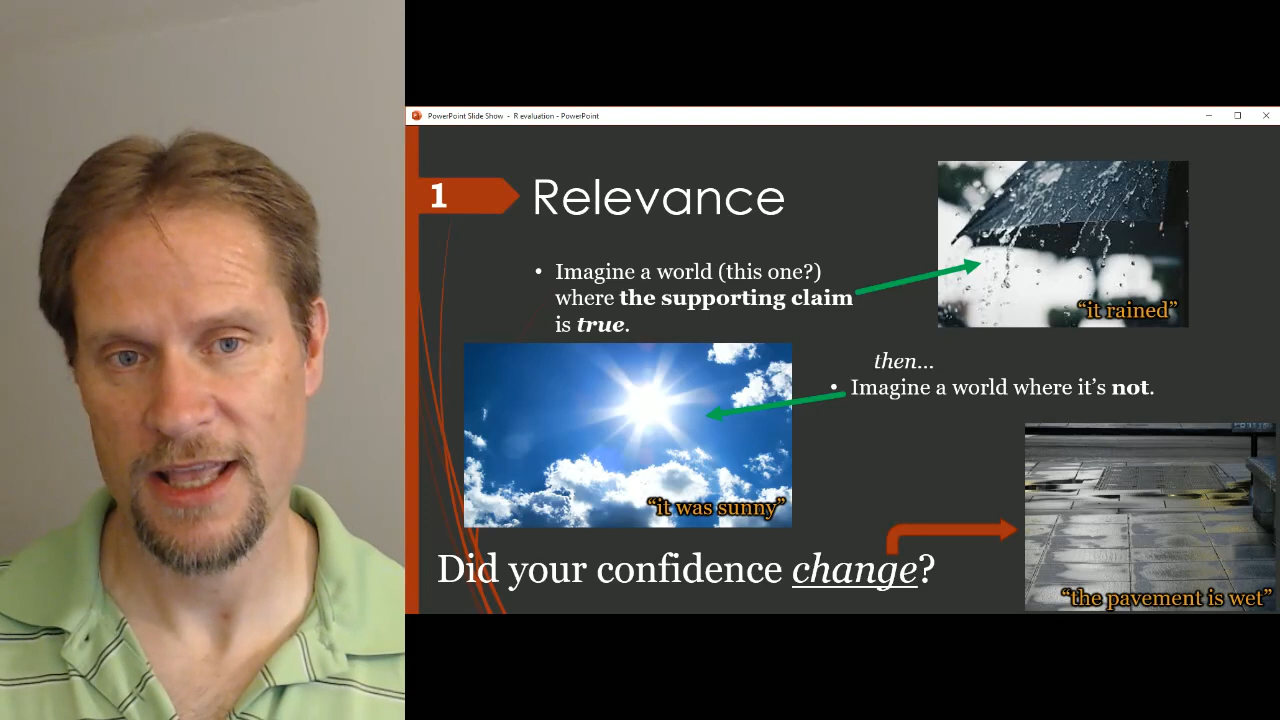 PowerPoint Slide Show - R evaluation - PowerPoint
1
Relevance
• Imagine a world (this one?)
where the supporting claim
is true.
"it rained"
then...
• Imagine a world where it's not.
"it was sunny"
Did your confidence change?
"the pavement is wet"